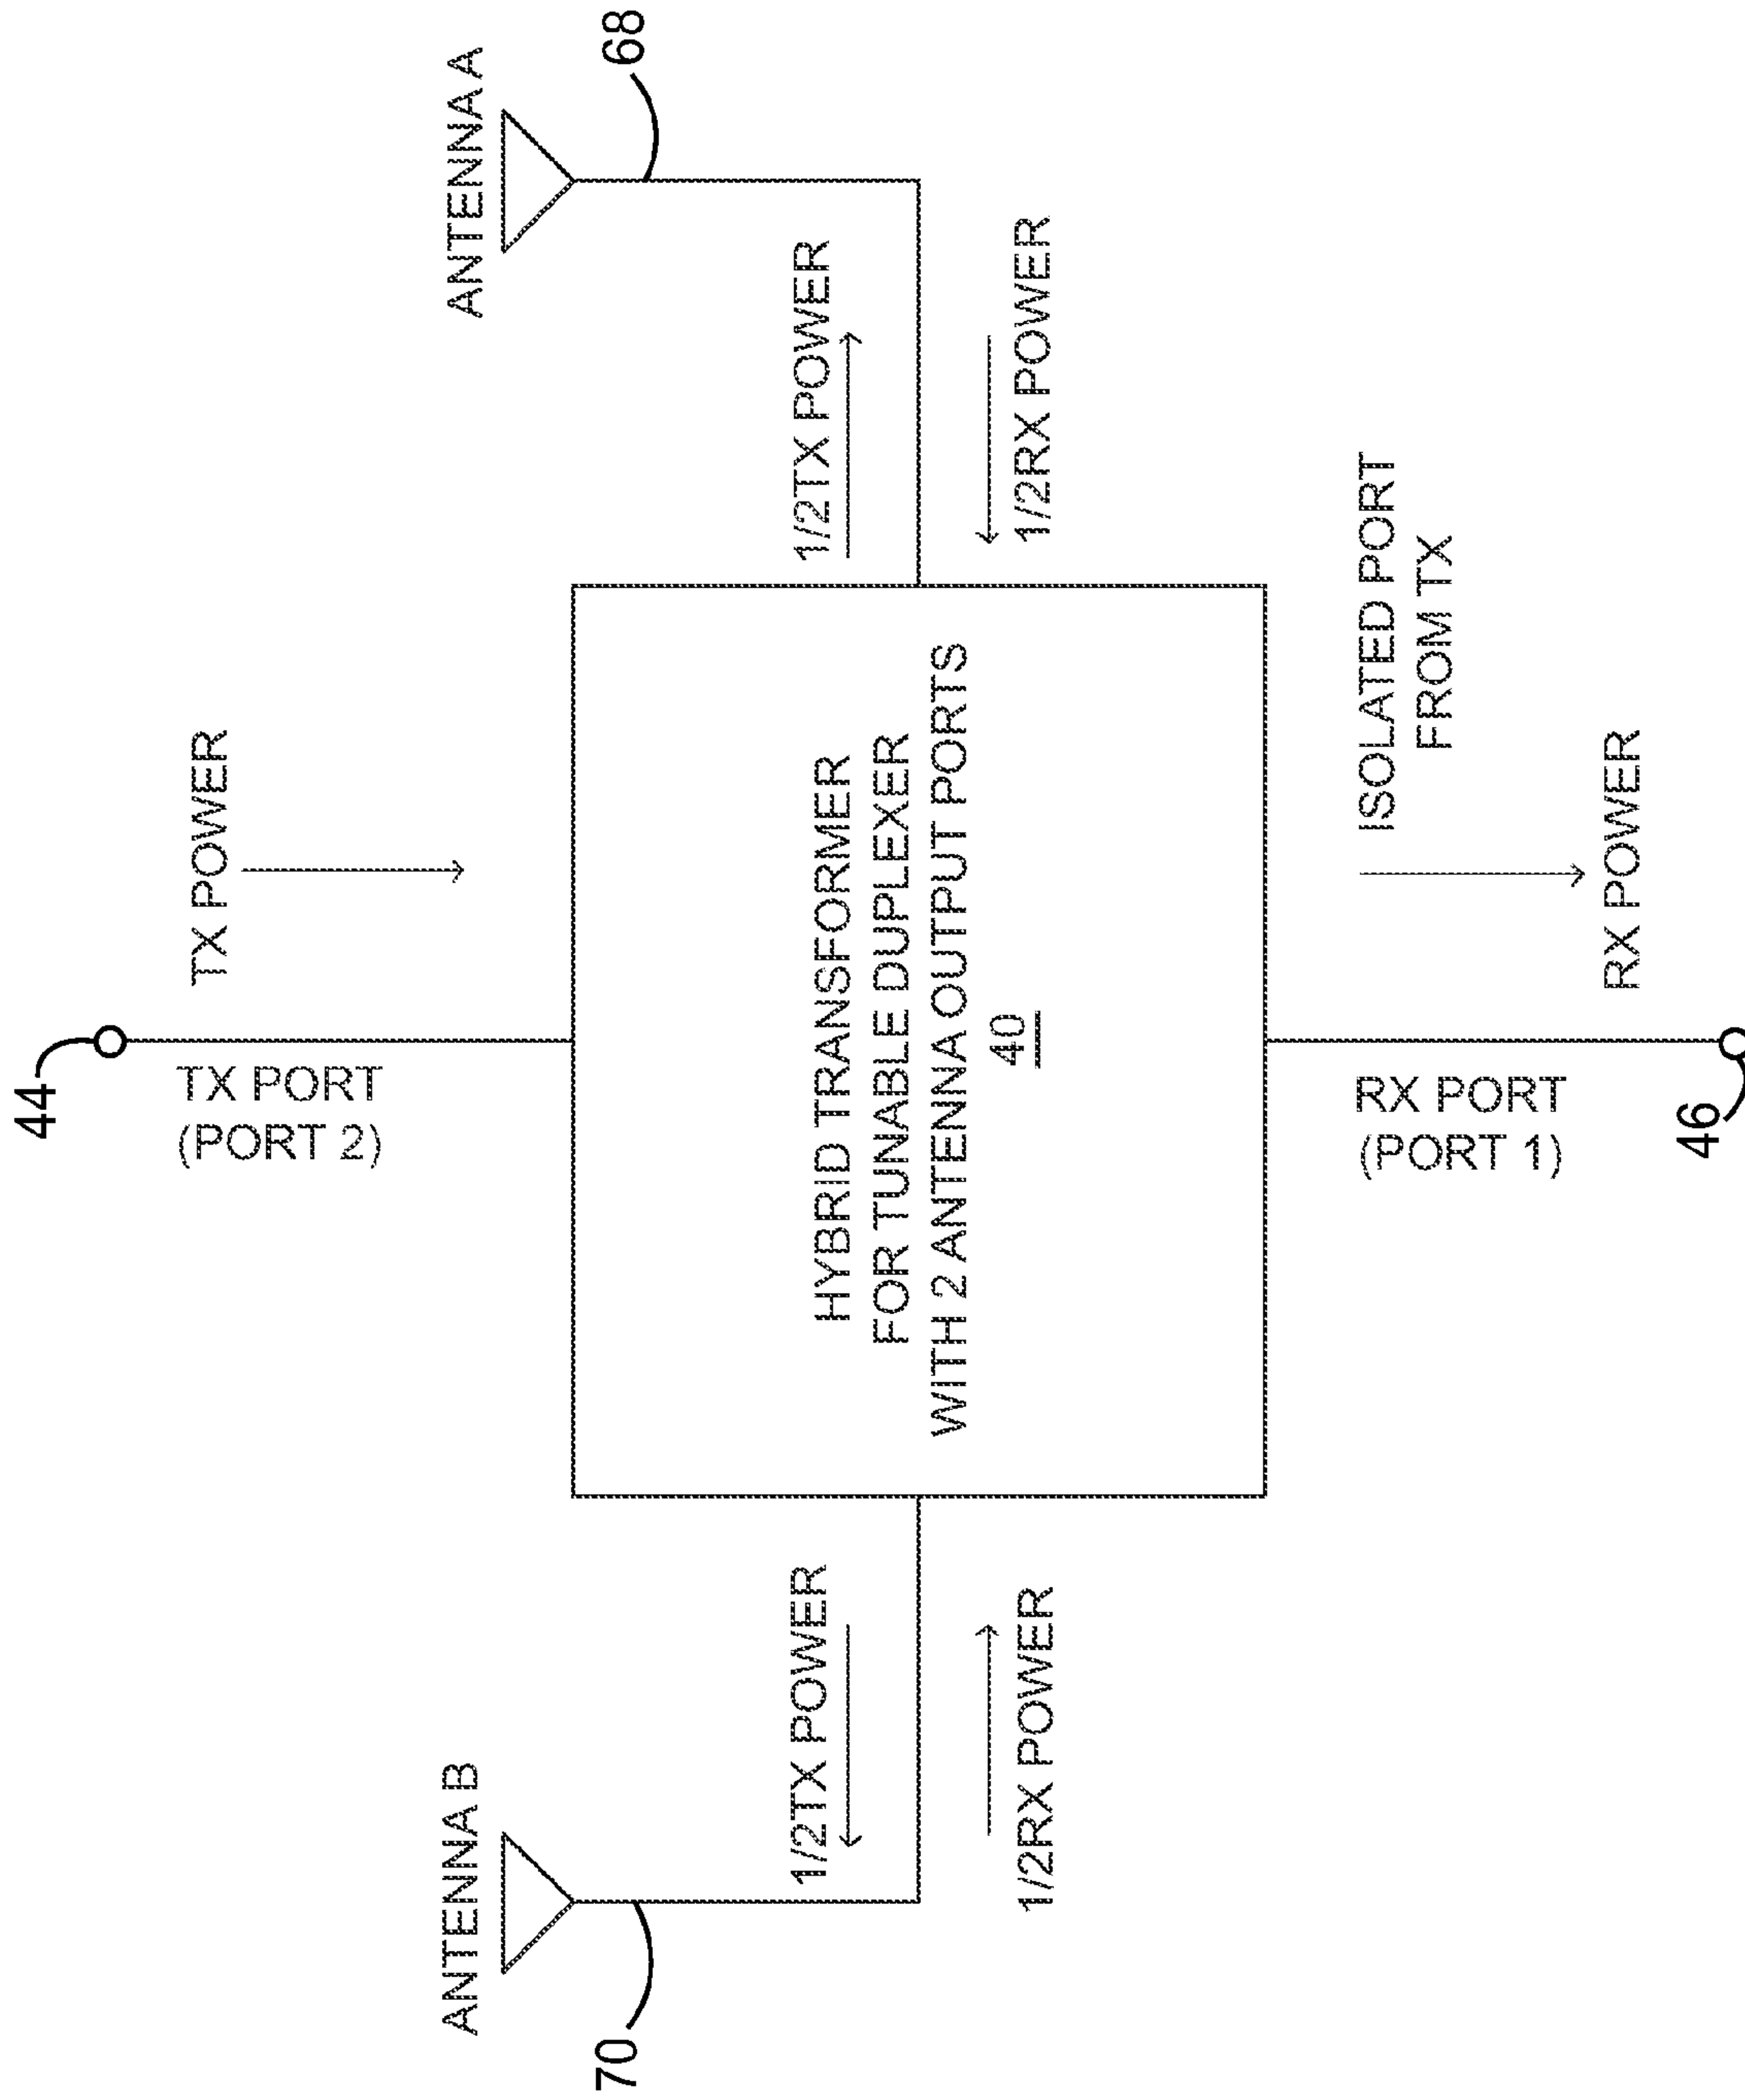 44
TX PORT
(PORT 2)
TX POWER
ANTENNA B
70
ANTENNA A
68
1/2TX POWER
1/2RX POWER
HYBRID TRANSFORMER
FOR TUNABLE DUPLEXER
WITH 2 ANTENNA OUTPUT PORTS
40
1/2TX POWER
1/2RX POWER
RX PORT
(PORT 1)
46
ISOLATED PORT
FROM TX
RX POWER